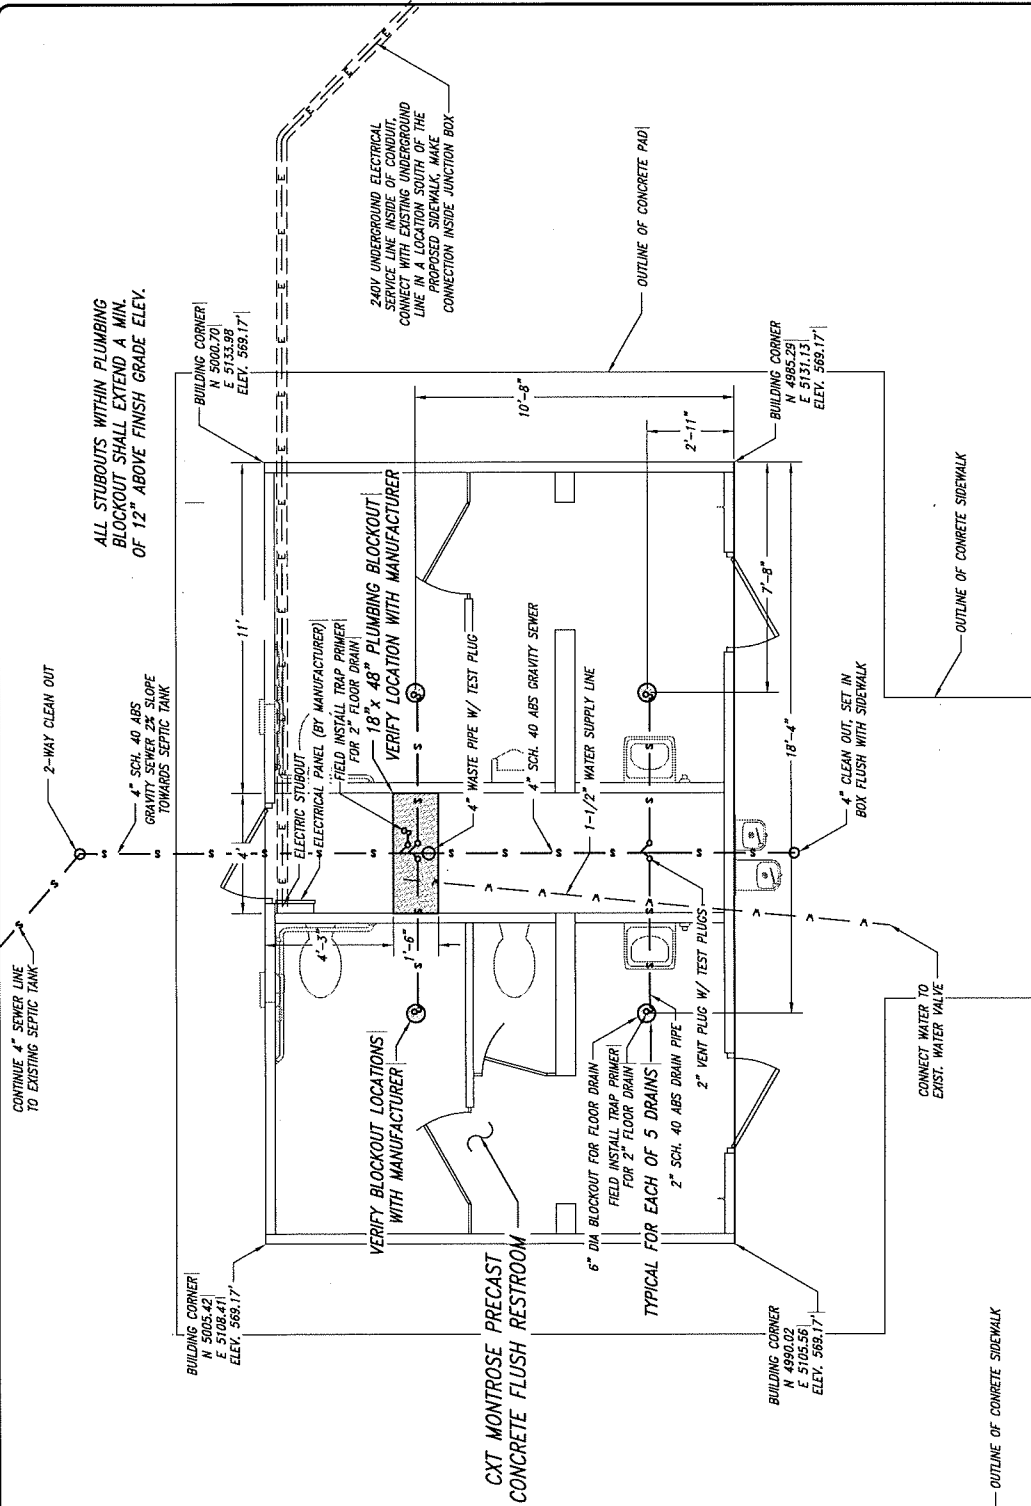 CONTINUE 4" SEWER LINE
TO EXISTING SEPTIC TANK
2-WAY CLEAN OUT
4" SCH. 40 ABS
GRAVITY SEWER 2% SLOPE
TOWARDS SEPTIC TANK
ALL STUBOUTS WITHIN PLUMBING
BLOCKOUT SHALL EXTEND A MIN.
OF 12" ABOVE FINISH GRADE ELEV.
BUILDING CORNER
N 5005.42
E 5108.41
ELEV. 569.17'
BUILDING CORNER
N 5000.70
E 5133.98
ELEV. 569.17'
240V UNDERGROUND ELECTRICAL
SERVICE LINE INSIDE OF CONDUIT,
CONNECT WITH EXISTING UNDERGROUND
LINE IN A LOCATION SOUTH OF THE
PROPOSED SIDEWALK, MAKE
CONNECTION INSIDE JUNCTION BOX
4'
11'
ELECTRIC STUBOUT
ELECTRICAL PANEL (BY MANUFACTURER)
FIELD INSTALL TRAP PRIMER
FOR 2" FLOOR DRAIN
18"x 48" PLUMBING BLOCKOUT
VERIFY LOCATION WITH MANUFACTURER
4'-3"
1'-6"
VERIFY BLOCKOUT LOCATIONS
WITH MANUFACTURER
4" WASTE PIPE W/ TEST PLUG
4" SCH. 40 ABS GRAVITY SEWER
1-1/2" WATER SUPPLY LINE
CXT MONTROSE PRECAST
CONCRETE FLUSH RESTROOM
6" DIA BLOCKOUT FOR FLOOR DRAIN
FIELD INSTALL TRAP PRIMER
FOR 2" FLOOR DRAIN
TYPICAL FOR EACH OF 5 DRAINS
2" SCH. 40 ABS DRAIN PIPE
2" VENT PLUG W/ TEST PLUGS
10'-8"
2'-11"
7'-8"
18'-4"
OUTLINE OF CONCRETE PAD
BUILDING CORNER
N 4990.02
E 5105.56
ELEV. 569.17'
BUILDING CORNER
N 4985.29
E 5131.13
ELEV. 569.17'
4" CLEAN OUT, SET IN
BOX FLUSH WITH SIDEWALK
CONNECT WATER TO
EXIST. WATER VALVE
OUTLINE OF CONRETE SIDEWALK
OUTLINE OF CONRETE SIDEWALK